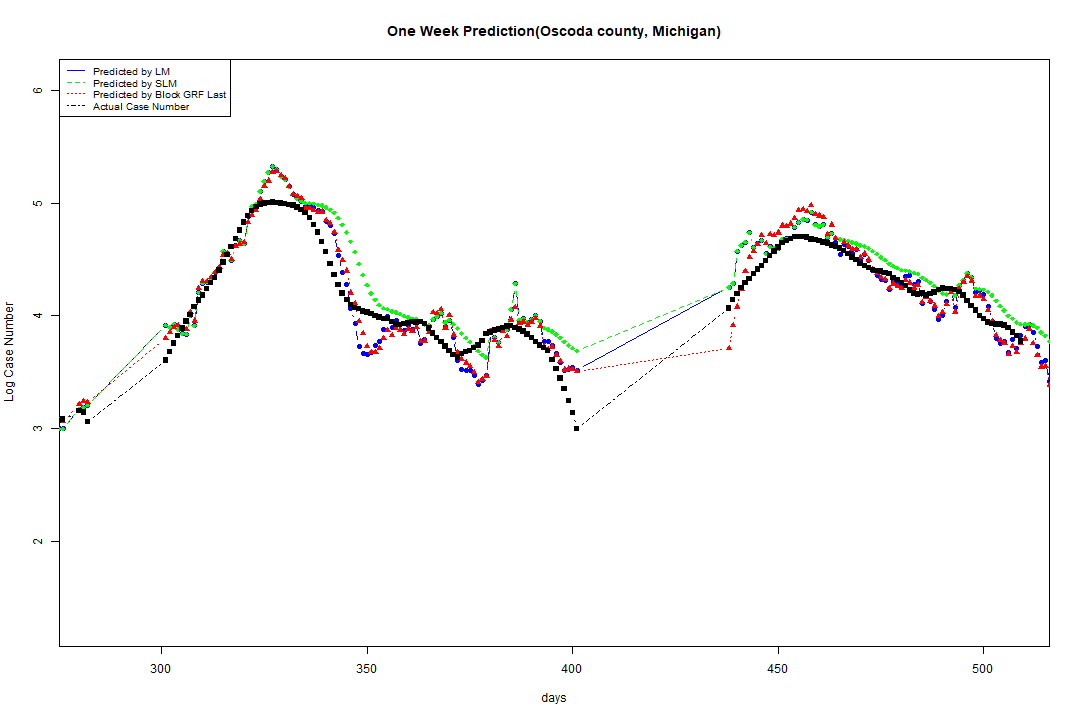 One Week Prediction(Oscoda county, Michigan)
Predicted by LM
Predicted by SLM
Predicted by Block GRF Last
Actual Case Number
6
5
4
3
2
Log Case Number
300 350 400 450 500
days